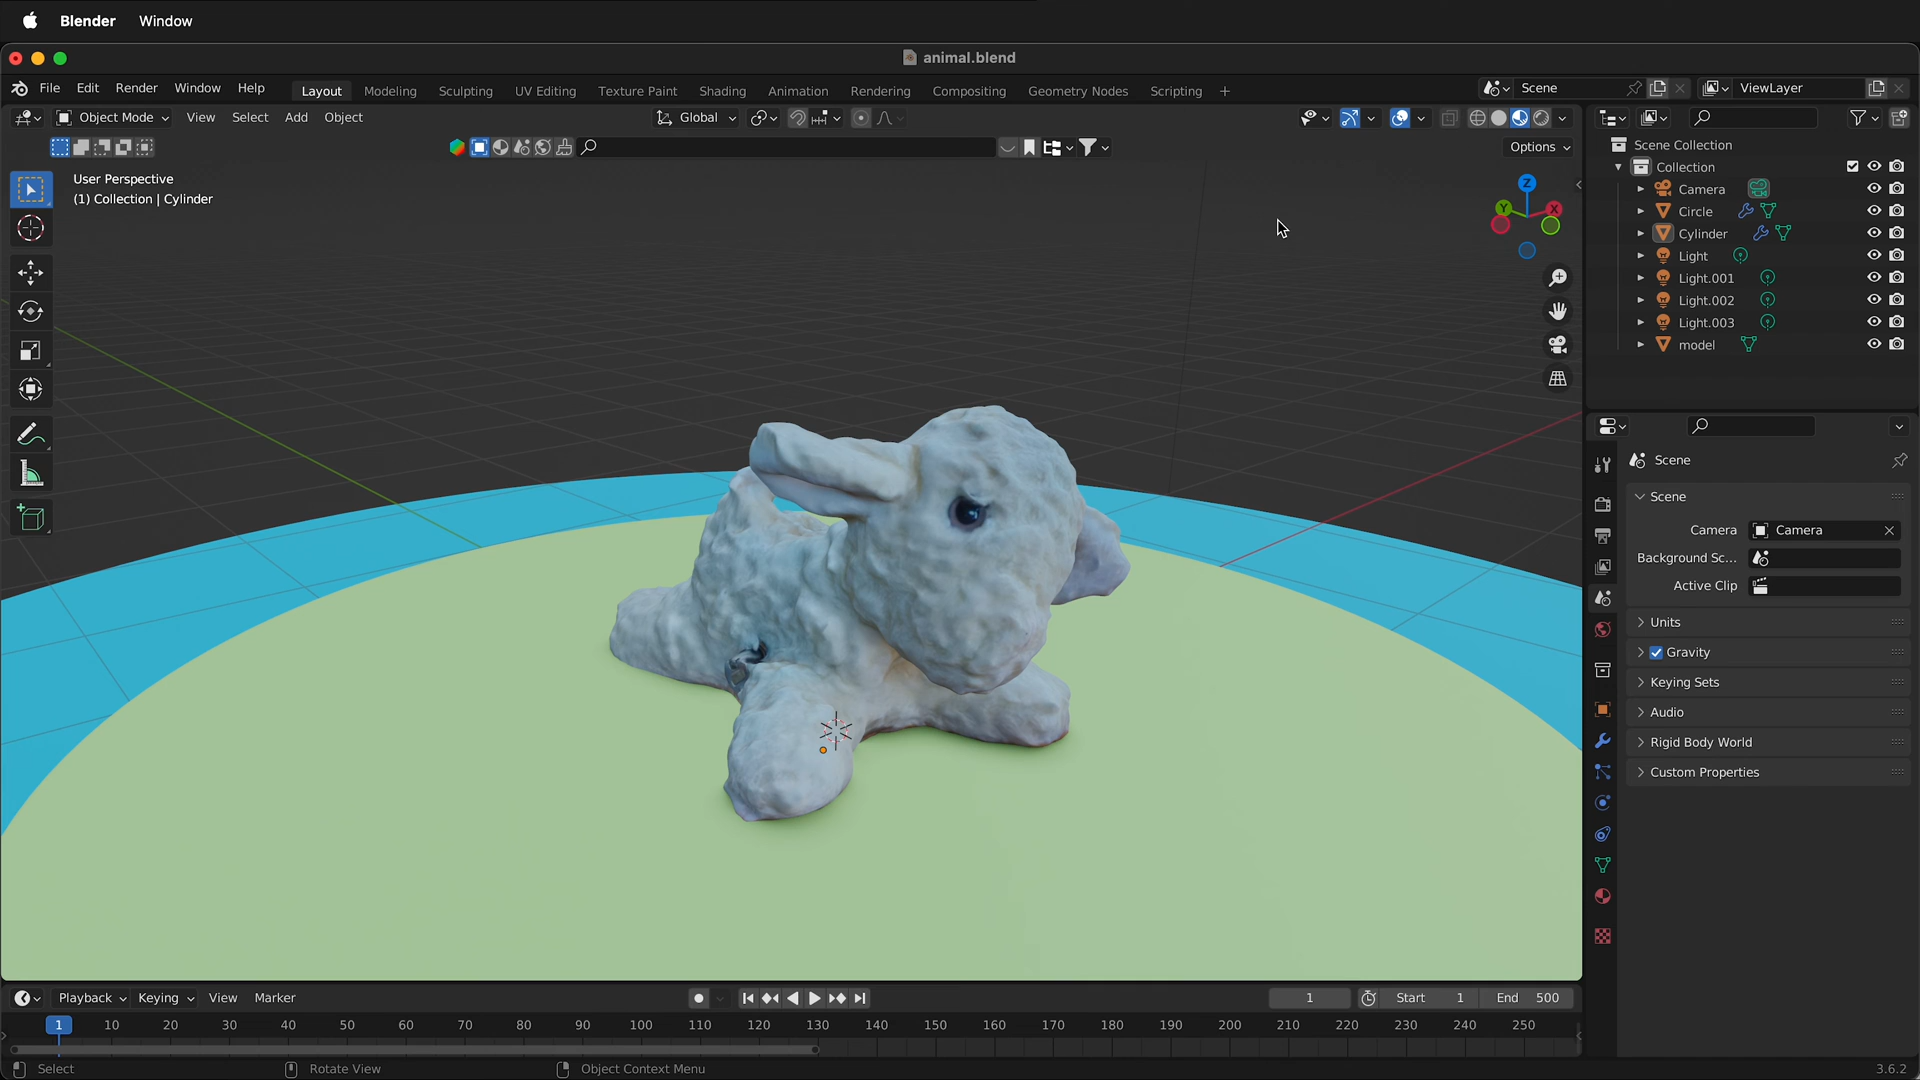 Blender Window
animal.blend
File Edit Render Window Help Layout Modeling Sculpting UV Editing Texture Paint Shading Animation Rendering Compositing Geometry Nodes Scripting + Scene ViewLayer
Object Mode View Select Add Object Global
Options
User Perspective
(1) Collection | Cylinder
Z
Y
X
Scene Collection
Collection
Camera
Circle
Cylinder
Light
Light.001
Light.002
Light.003
model
Scene
Scene
Camera Camera
Background Sc...
Active Clip
Units
Gravity
Keying Sets
Audio
Rigid Body World
Custom Properties
Playback Keying View Marker 1 Start 1 End 500
1 10 20 30 40 50 60 70 80 90 100 110 120 130 140 150 160 170 180 190 200 210 220 230 240 250
Select Rotate View Object Context Menu 3.6.2